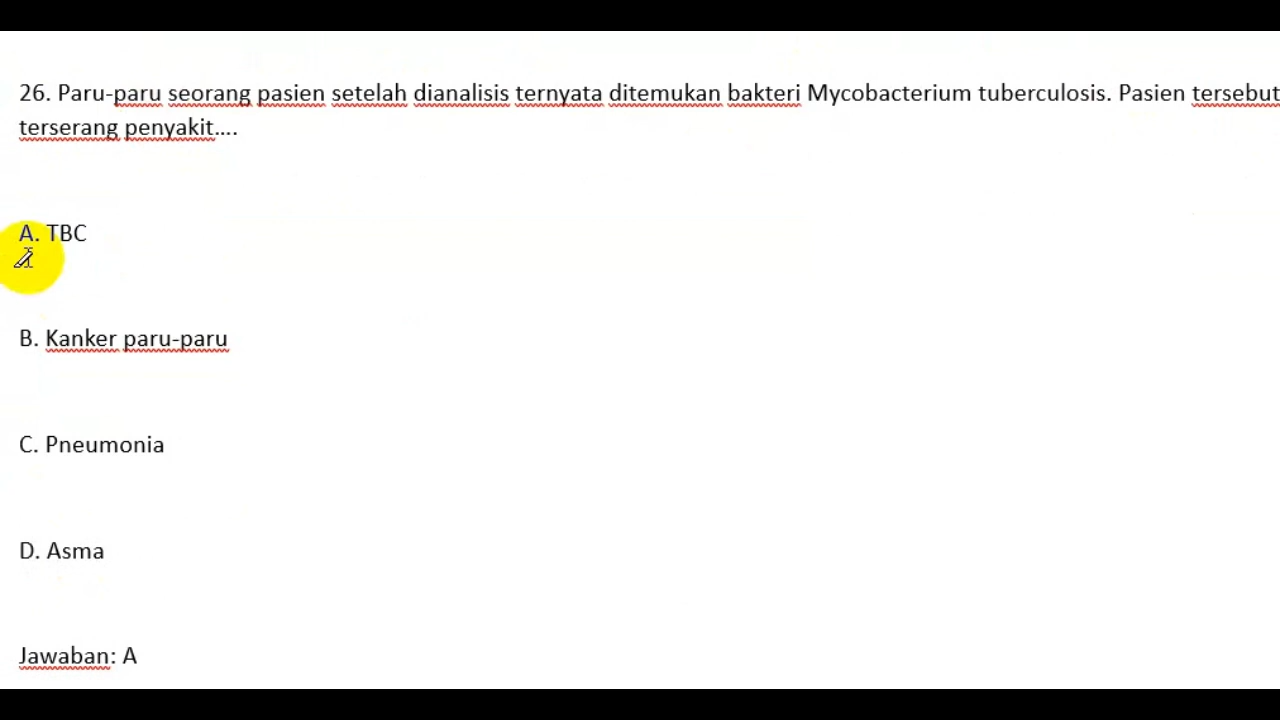 26. Paru-paru seorang pasien setelah dianalisis ternyata ditemukan bakteri Mycobacterium tuberculosis. Pasien tersebut
terserang penyakit....
A. TBC
B. Kanker paru-paru
C. Pneumonia
D. Asma
Jawaban: A